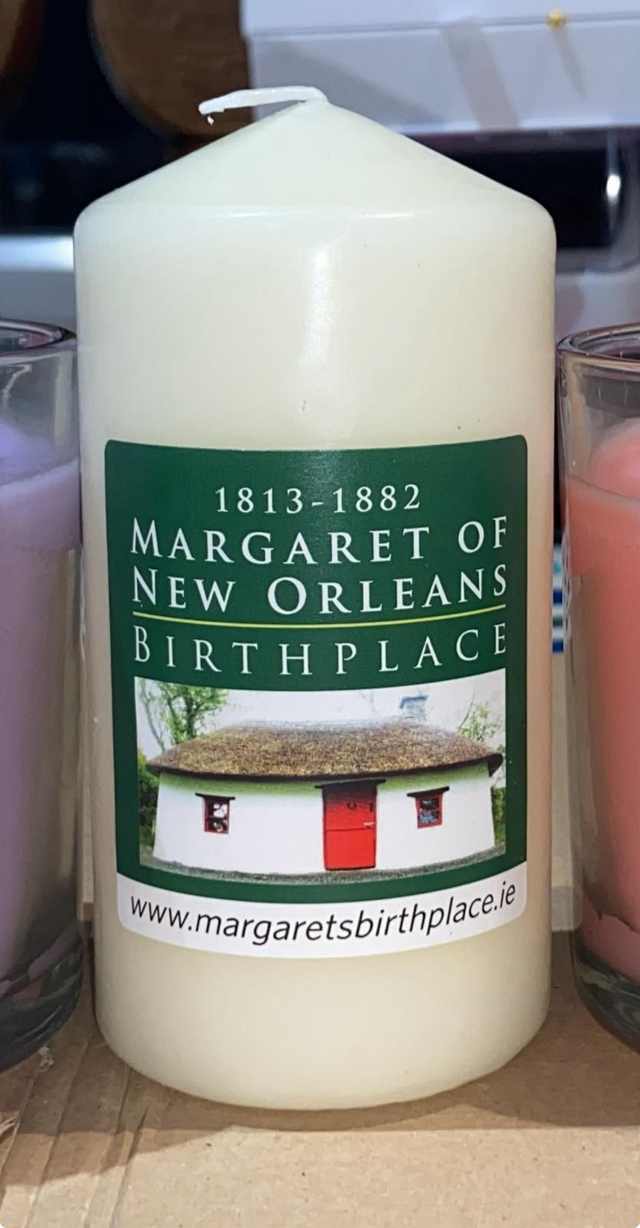 1813-1882
MARGARET OF
NEW ORLEANS
BIRTHPLACE
www.margaretsbirthplace.ie